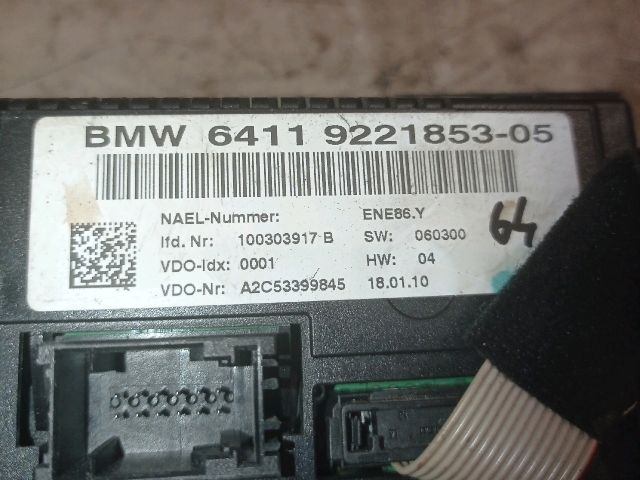 BMW 6411 9221853-05
NAEL-Nummer: ENE86.Y
lfd. Nr: 100303917 B SW: 060300
VDO-Idx: 0001 HW: 04
VDO-Nr: A2C53399845 18.01.10
64